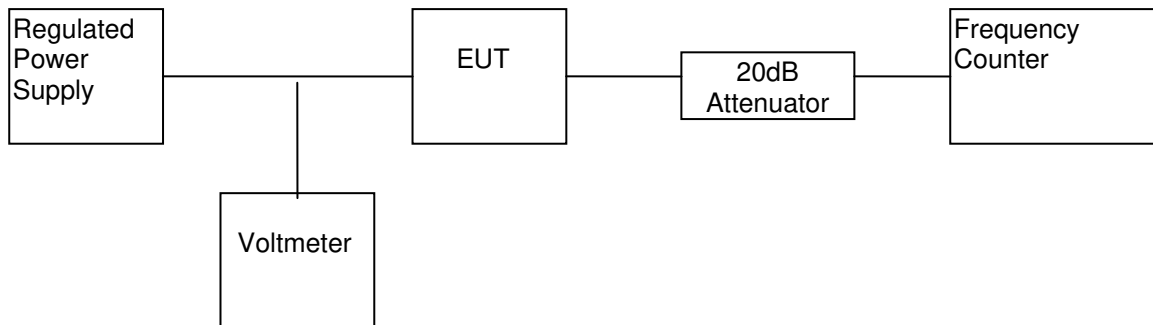 Regulated
Power
Supply
EUT
20dB
Attenuator
Frequency
Counter
Voltmeter